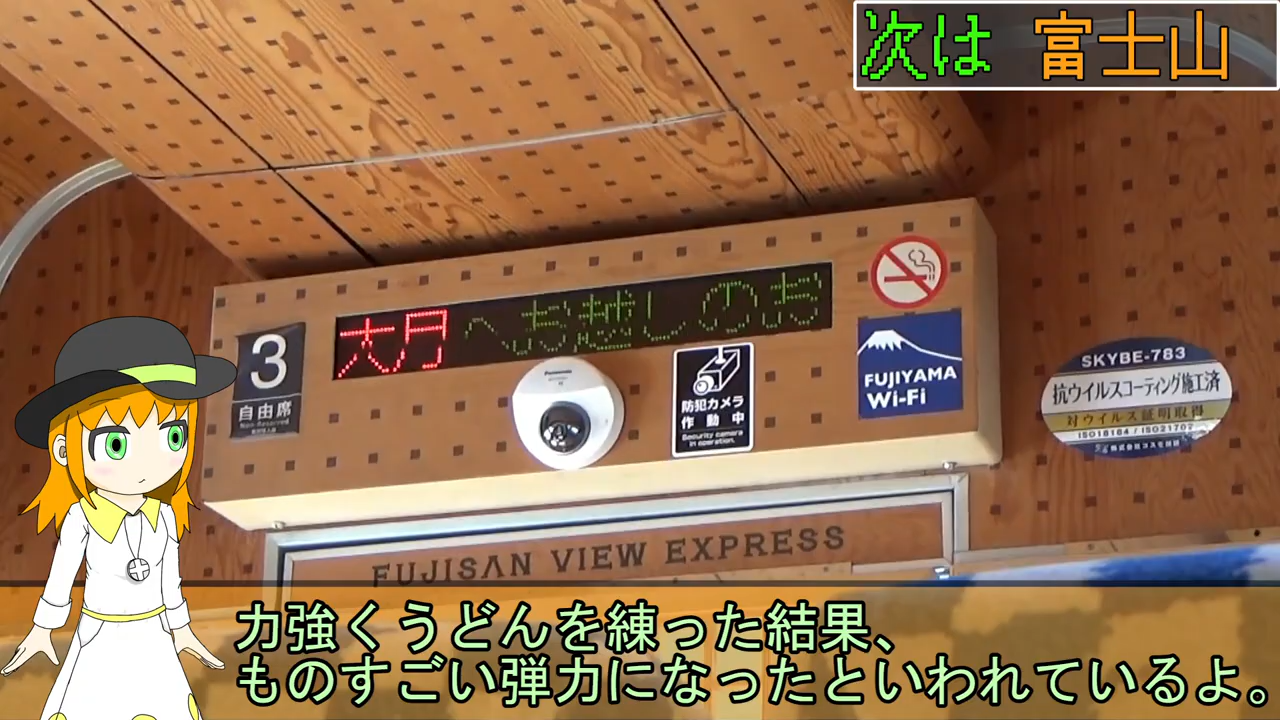 次は 富士山
大月へお越しのお
3
自由席
Non-Reserved
Panasonic
防犯カメラ
作動中
Security camera
in operation.
FUJIYAMA
Wi-Fi
SKYBE-783
抗ウイルスコーティング施工済
対ウイルス証明取得
ISO18184 / ISO21702
FUJISAN VIEW EXPRESS
力強くうどんを練った結果、
ものすごい弾力になったといわれているよ。